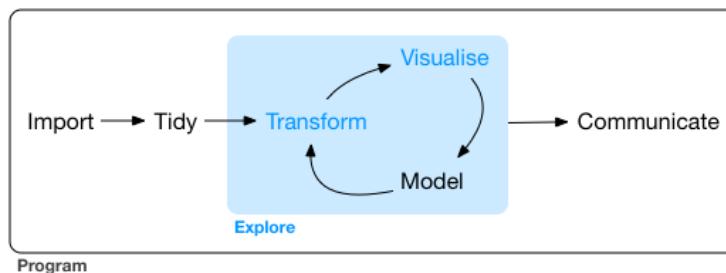 Visualise
Import
Tidy
Transform
Communicate
Model
Explore
Program